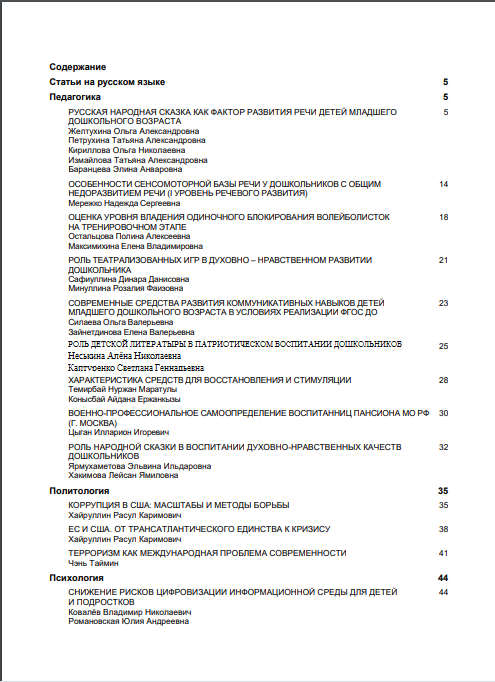 Содержание
Статьи на русском языке 5
Педагогика 5
РУССКАЯ НАРОДНАЯ СКАЗКА КАК ФАКТОР РАЗВИТИЯ РЕЧИ ДЕТЕЙ МЛАДШЕГО 5
ДОШКОЛЬНОГО ВОЗРАСТА
Желтухина Ольга Александровна
Петрухина Татьяна Александровна
Кириллова Ольга Николаевна
Измайлова Татьяна Александровна
Баранцева Элина Анваровна
ОСОБЕННОСТИ СЕНСОМОТОРНОЙ БАЗЫ РЕЧИ У ДОШКОЛЬНИКОВ С ОБЩИМ 14
НЕДОРАЗВИТИЕМ РЕЧИ (I УРОВЕНЬ РЕЧЕВОГО РАЗВИТИЯ)
Мережко Надежда Сергеевна
ОЦЕНКА УРОВНЯ ВЛАДЕНИЯ ОДИНОЧНОГО БЛОКИРОВАНИЯ ВОЛЕЙБОЛИСТОК 18
НА ТРЕНИРОВОЧНОМ ЭТАПЕ
Остальцова Полина Алексеевна
Максимихина Елена Владимировна
РОЛЬ ТЕАТРАЛИЗОВАННЫХ ИГР В ДУХОВНО – НРАВСТВЕННОМ РАЗВИТИИ 21
ДОШКОЛЬНИКА
Сафиуллина Динара Данисовна
Минуллина Розалия Фаизовна
СОВРЕМЕННЫЕ СРЕДСТВА РАЗВИТИЯ КОММУНИКАТИВНЫХ НАВЫКОВ ДЕТЕЙ 23
МЛАДШЕГО ДОШКОЛЬНОГО ВОЗРАСТА В УСЛОВИЯХ РЕАЛИЗАЦИИ ФГОС ДО
Силаева Ольга Валерьевна
Зайнетдинова Елена Валерьевна
РОЛЬ ДЕТСКОЙ ЛИТЕРАТЫРЫ В ПАТРИОТИЧЕСКОМ ВОСПИТАНИИ ДОШКОЛЬНИКОВ 25
Неськина Алёна Николаевна
Каптуренко Светлана Геннадьевна
ХАРАКТЕРИСТИКА СРЕДСТВ ДЛЯ ВОССТАНОВЛЕНИЯ И СТИМУЛЯЦИИ 28
Темирбай Нуржан Маратулы
Конысбай Айдана Ержанкызы
ВОЕННО-ПРОФЕССИОНАЛЬНОЕ САМООПРЕДЕЛЕНИЕ ВОСПИТАННИЦ ПАНСИОНА МО РФ 30
(Г. МОСКВА)
Цыган Илларион Игоревич
РОЛЬ НАРОДНОЙ СКАЗКИ В ВОСПИТАНИИ ДУХОВНО-НРАВСТВЕННЫХ КАЧЕСТВ 32
ДОШКОЛЬНИКОВ
Ярмухаметова Эльвина Ильдаровна
Хакимова Лейсан Ямиловна
Политология 35
КОРРУПЦИЯ В США: МАСШТАБЫ И МЕТОДЫ БОРЬБЫ 35
Хайруллин Расул Каримович
ЕС И США. ОТ ТРАНСАТЛАНТИЧЕСКОГО ЕДИНСТВА К КРИЗИСУ 38
Хайруллин Расул Каримович
ТЕРРОРИЗМ КАК МЕЖДУНАРОДНАЯ ПРОБЛЕМА СОВРЕМЕННОСТИ 41
Чэнь Таймин
Психология 44
СНИЖЕНИЕ РИСКОВ ЦИФРОВИЗАЦИИ ИНФОРМАЦИОННОЙ СРЕДЫ ДЛЯ ДЕТЕЙ 44
И ПОДРОСТКОВ
Ковалёв Владимир Николаевич
Романовская Юлия Андреевна